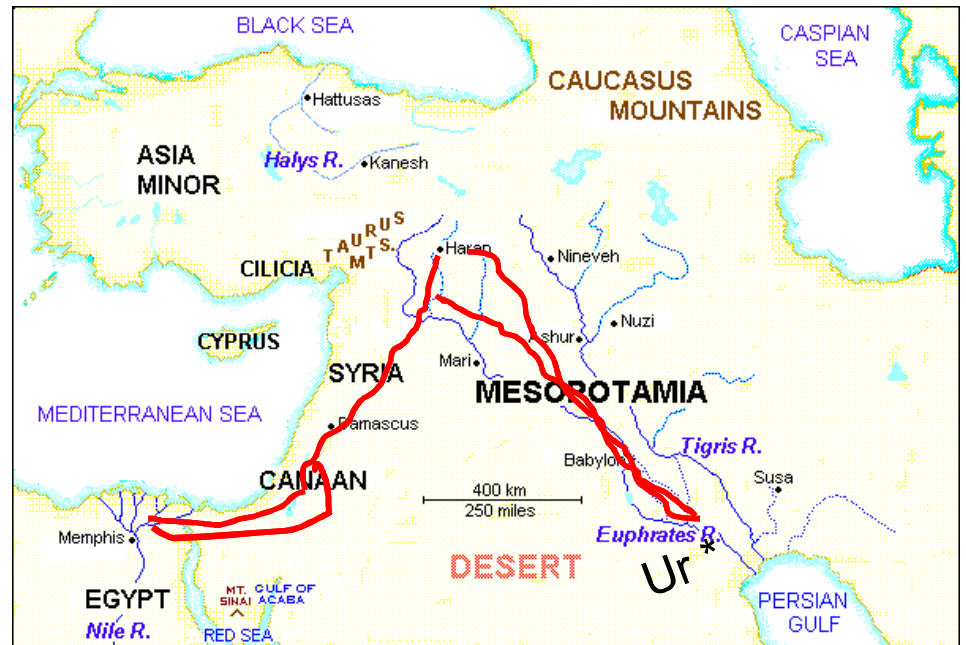 BLACK SEA
CASPIAN
SEA
CAUCASUS
MOUNTAINS
Hattusas
ASIA
MINOR
Halys R.
Kanesh
TAURUS
MTS.
Haran
Nineveh
CILICIA
Nuzi
Ashur
CYPRUS
Mari
SYRIA
MESOPOTAMIA
MEDITERRANEAN SEA
Damascus
Tigris R.
Babylon
Susa
CANAAN
400 km
250 miles
Memphis
Euphrates R.
Ur *
DESERT
EGYPT
MT.
SINAI
GULF OF
ACABA
PERSIAN
GULF
Nile R.
RED SEA